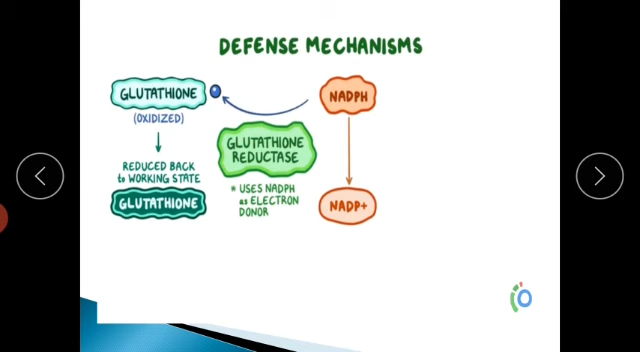 DEFENSE MECHANISMS
GLUTATHIONE
(OXIDIZED)
REDUCED BACK
to WORKING STATE
GLUTATHIONE
GLUTATHIONE
REDUCTASE
* USES NADPH
as ELECTRON
DONOR
NADPH
NADP+